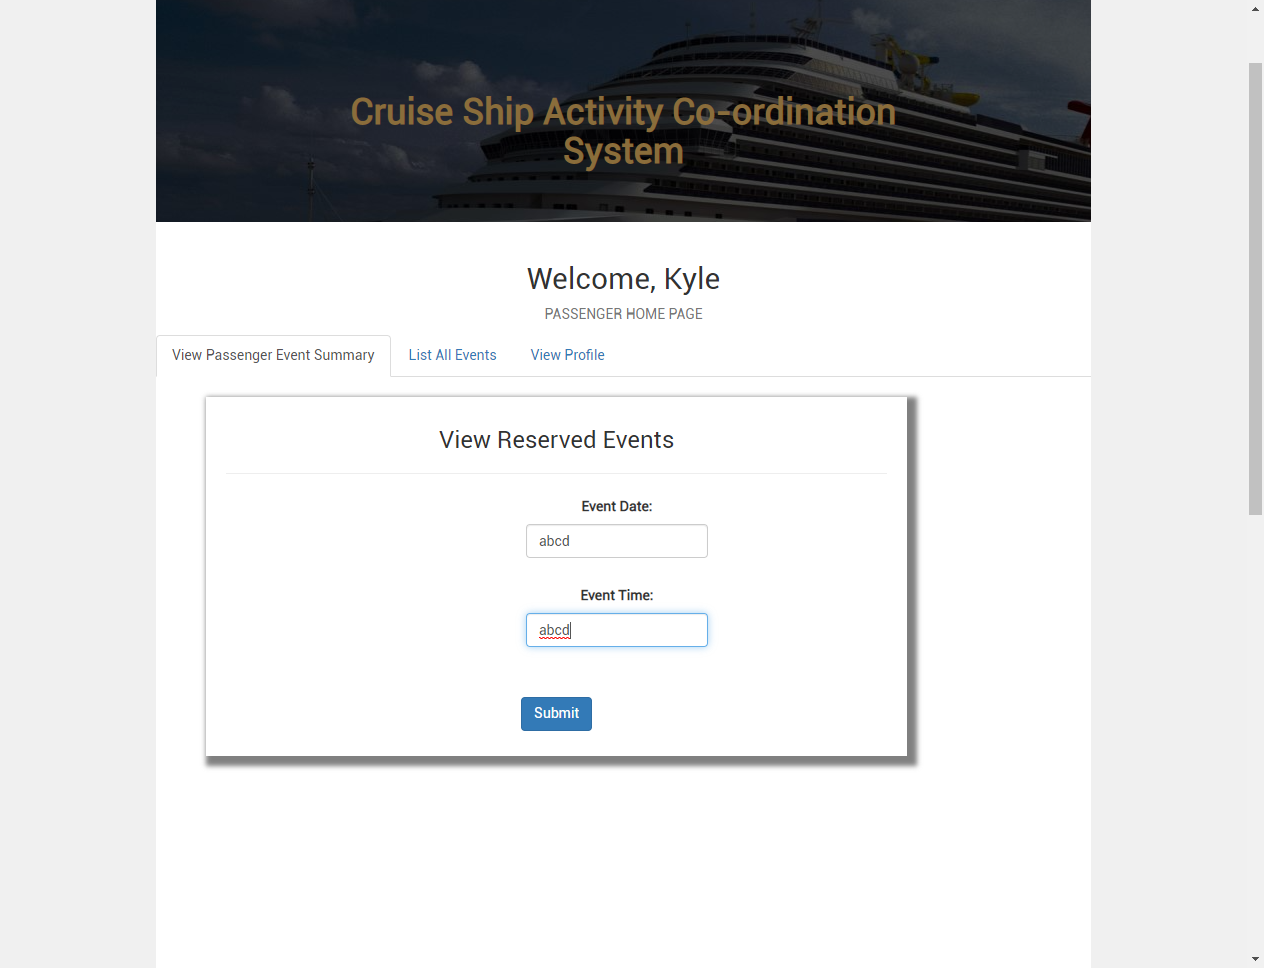 Cruise Ship Activity Co-ordination
System
Welcome, Kyle
PASSENGER HOME PAGE
View Passenger Event Summary
List All Events
View Profile
View Reserved Events
Event Date:
abcd
Event Time:
abcd
Submit